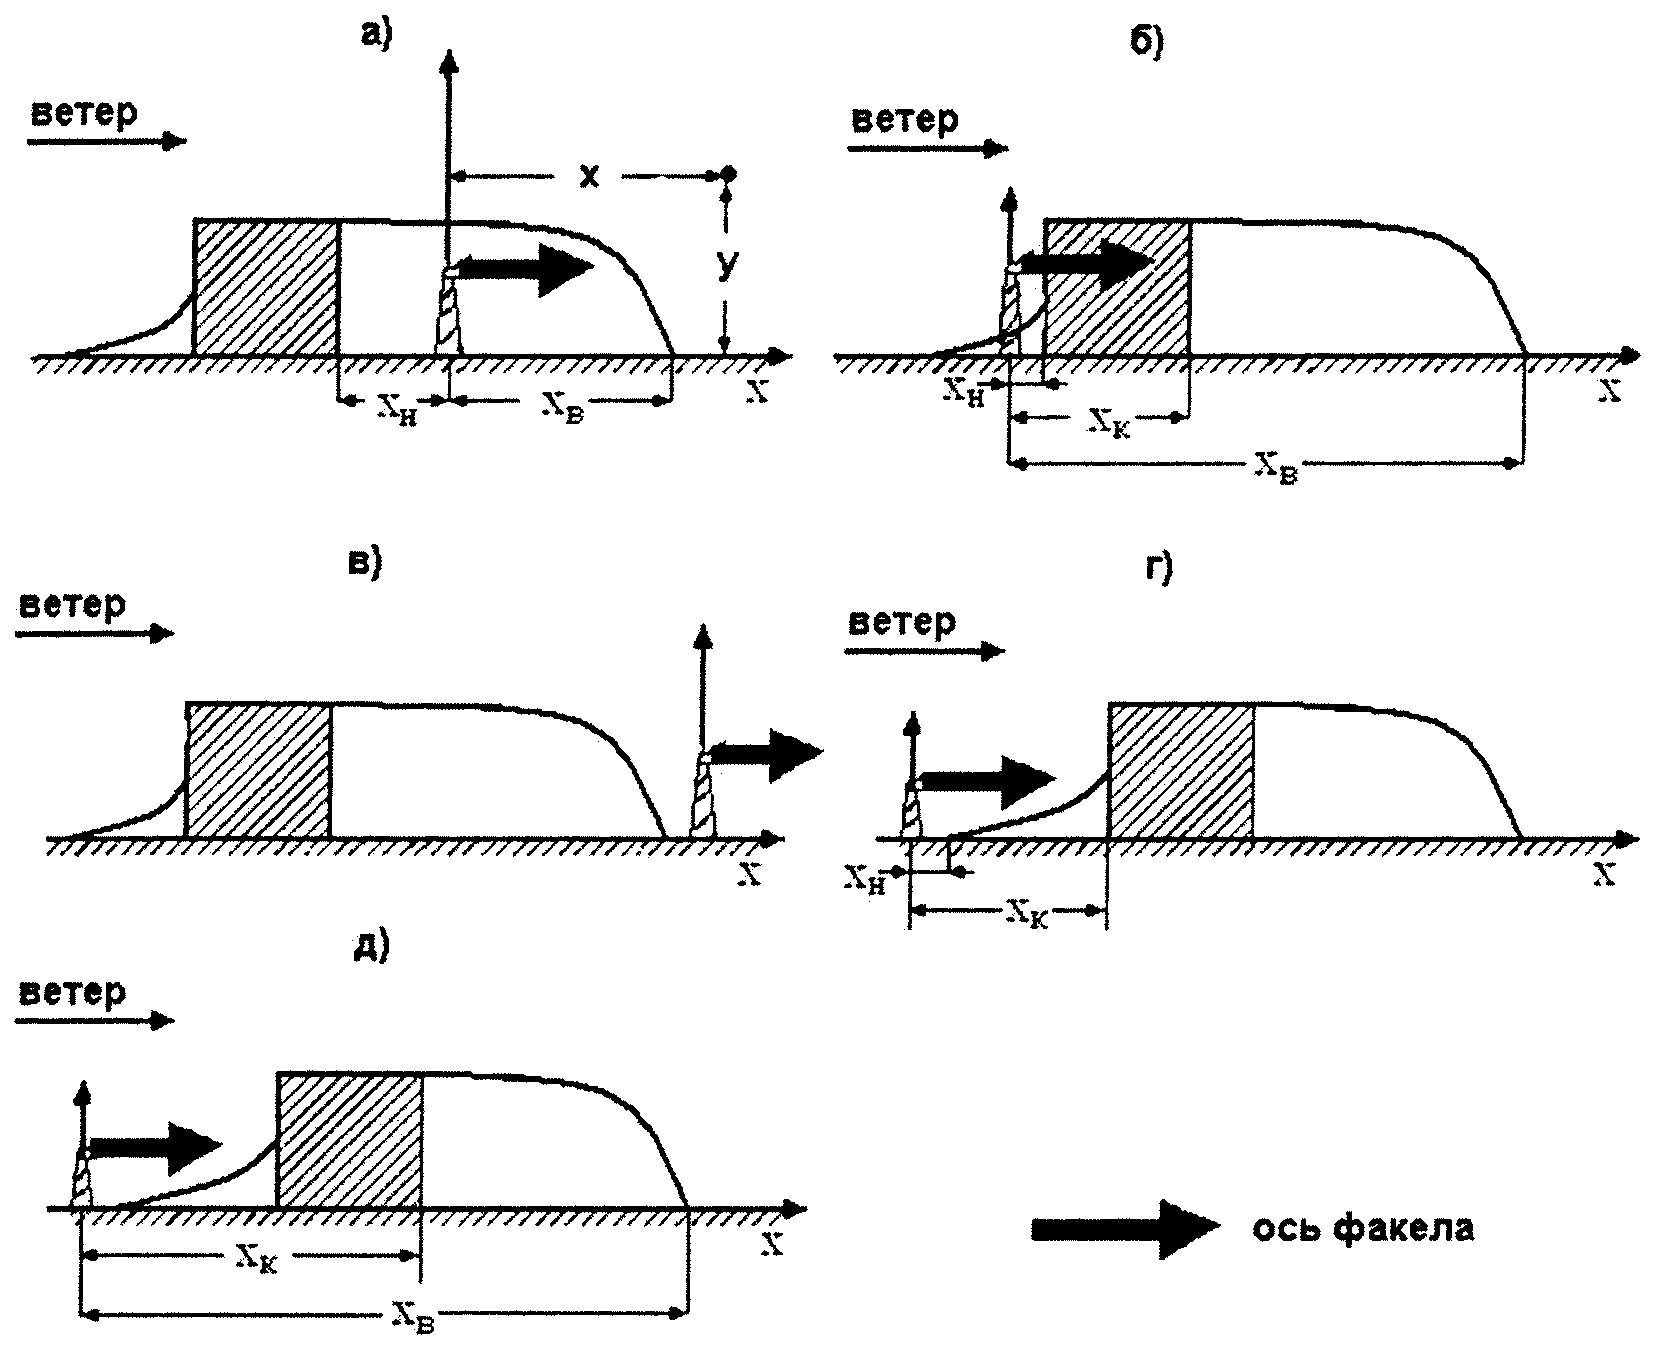 а)
ветер
x
y
xн
xв
X
б)
ветер
xн
xк
xв
X
в)
ветер
X
г)
ветер
xн
xк
X
д)
ветер
xк
xв
X
ось факела